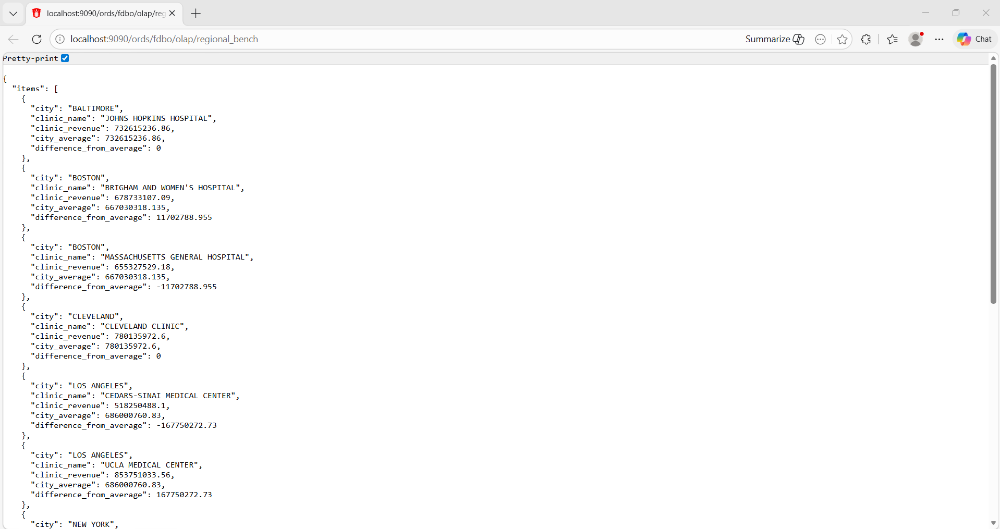 localhost:9090/ords/fdbo/olap/reg
localhost:9090/ords/fdbo/olap/regional_bench
Summarize
Chat
Pretty-print
{
  "items": [
    {
      "city": "BALTIMORE",
      "clinic_name": "JOHNS HOPKINS HOSPITAL",
      "clinic_revenue": 732615236.86,
      "city_average": 732615236.86,
      "difference_from_average": 0
    },
    {
      "city": "BOSTON",
      "clinic_name": "BRIGHAM AND WOMEN'S HOSPITAL",
      "clinic_revenue": 678733107.09,
      "city_average": 667030318.135,
      "difference_from_average": 11702788.955
    },
    {
      "city": "BOSTON",
      "clinic_name": "MASSACHUSETTS GENERAL HOSPITAL",
      "clinic_revenue": 655327529.18,
      "city_average": 667030318.135,
      "difference_from_average": -11702788.955
    },
    {
      "city": "CLEVELAND",
      "clinic_name": "CLEVELAND CLINIC",
      "clinic_revenue": 780135972.6,
      "city_average": 780135972.6,
      "difference_from_average": 0
    },
    {
      "city": "LOS ANGELES",
      "clinic_name": "CEDARS-SINAI MEDICAL CENTER",
      "clinic_revenue": 518250488.1,
      "city_average": 686000760.83,
      "difference_from_average": -167750272.73
    },
    {
      "city": "LOS ANGELES",
      "clinic_name": "UCLA MEDICAL CENTER",
      "clinic_revenue": 853751033.56,
      "city_average": 686000760.83,
      "difference_from_average": 167750272.73
    },
    {
      "city": "NEW YORK",